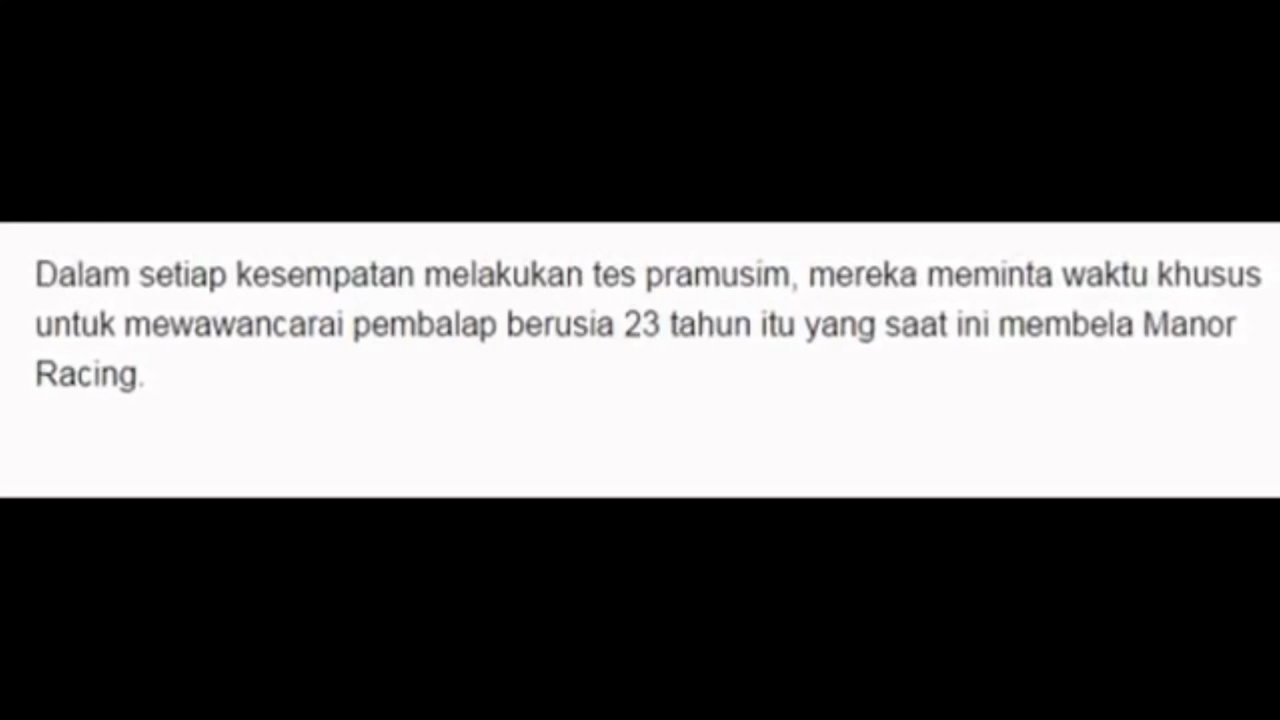 Dalam setiap kesempatan melakukan tes pramusim, mereka meminta waktu khusus
untuk mewawancarai pembalap berusia 23 tahun itu yang saat ini membela Manor
Racing.